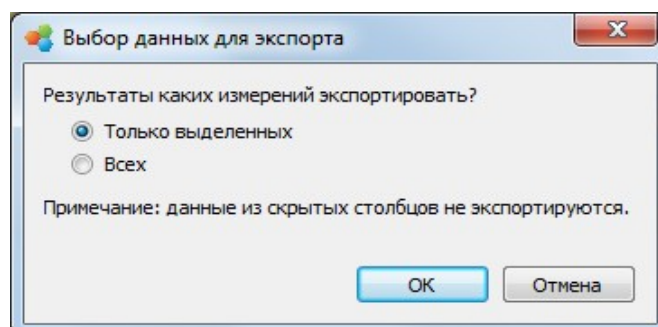 Выбор данных для экспорта
Результаты каких измерений экспортировать?
Только выделенных
Всех
Примечание: данные из скрытых столбцов не экспортируются.
OK Отмена